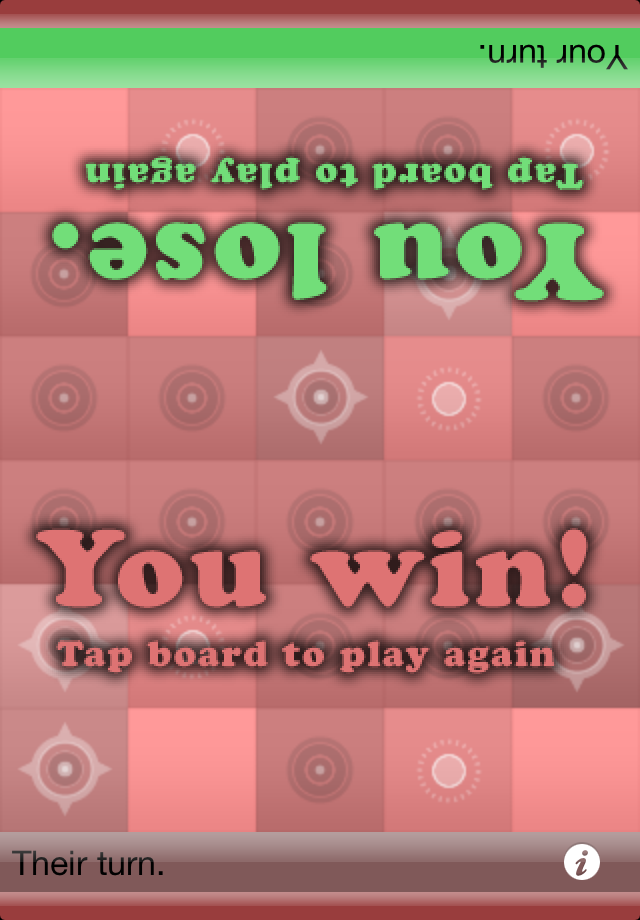 Your turn.
Tap board to play again
You lose.
You win!
Tap board to play again
Their turn.
i